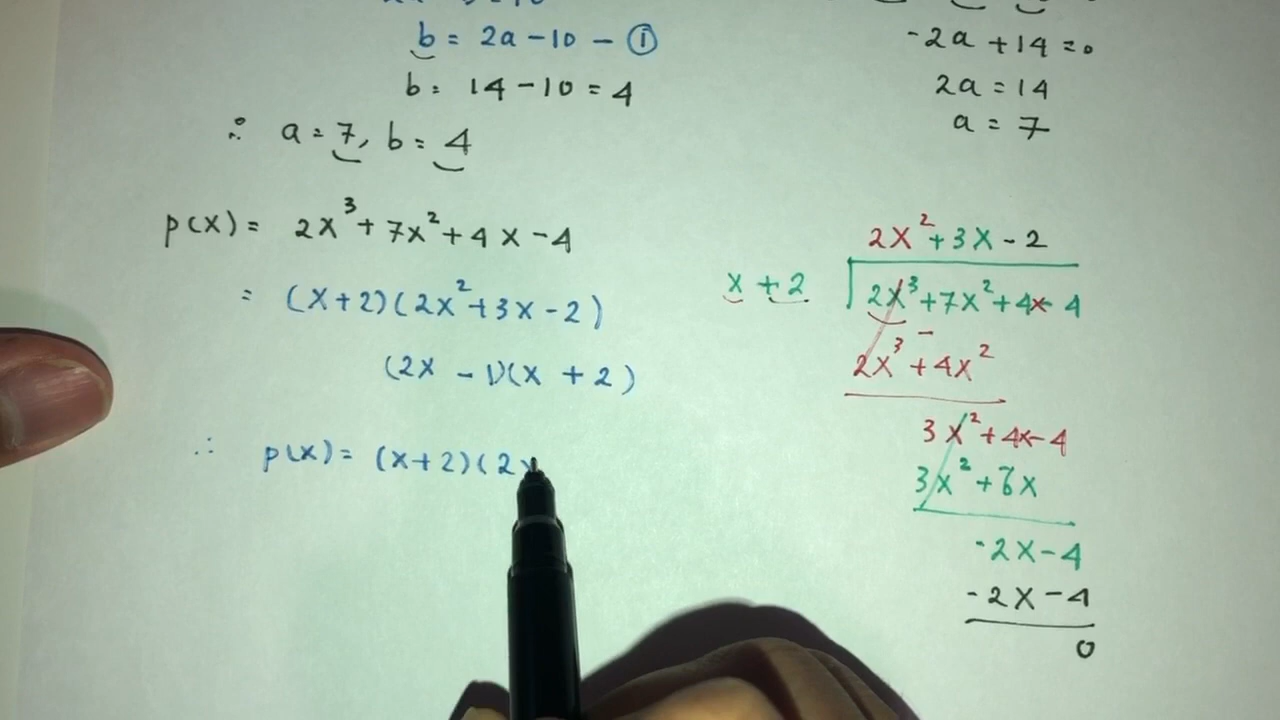 b = 2a - 10 - ①
b = 14 - 10 = 4
∴ a = 7, b = 4
p(x) = 2x³ + 7x² + 4x - 4
= (x+2)(2x²+3x-2)
(2x - 1)(x + 2)
∴ p(x) = (x+2)(2x
-2a + 14 = 0
2a = 14
a = 7
2x² + 3x - 2
x + 2 2x³ + 7x² + 4x - 4
2x³ + 4x²
3x² + 4x - 4
3x² + 6x
-2x - 4
-2x - 4
0